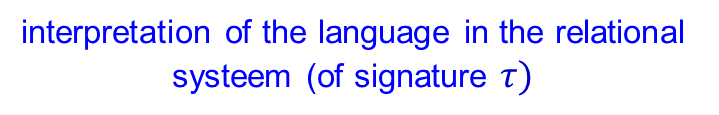 interpretation of the language in the relational
systeem (of signature τ)